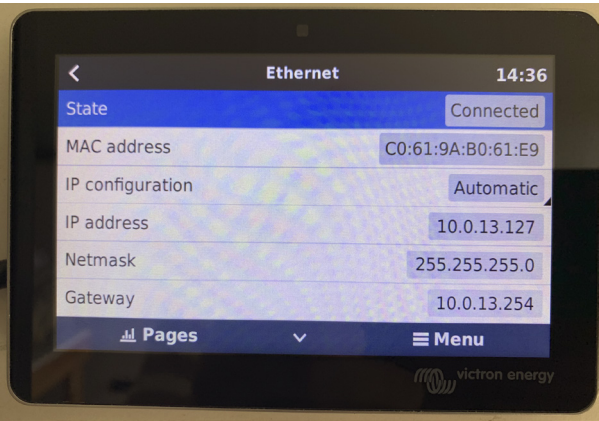 Ethernet 14:36
State Connected
MAC address C0:61:9A:B0:61:E9
IP configuration Automatic
IP address 10.0.13.127
Netmask 255.255.255.0
Gateway 10.0.13.254
Pages Menu
victron energy